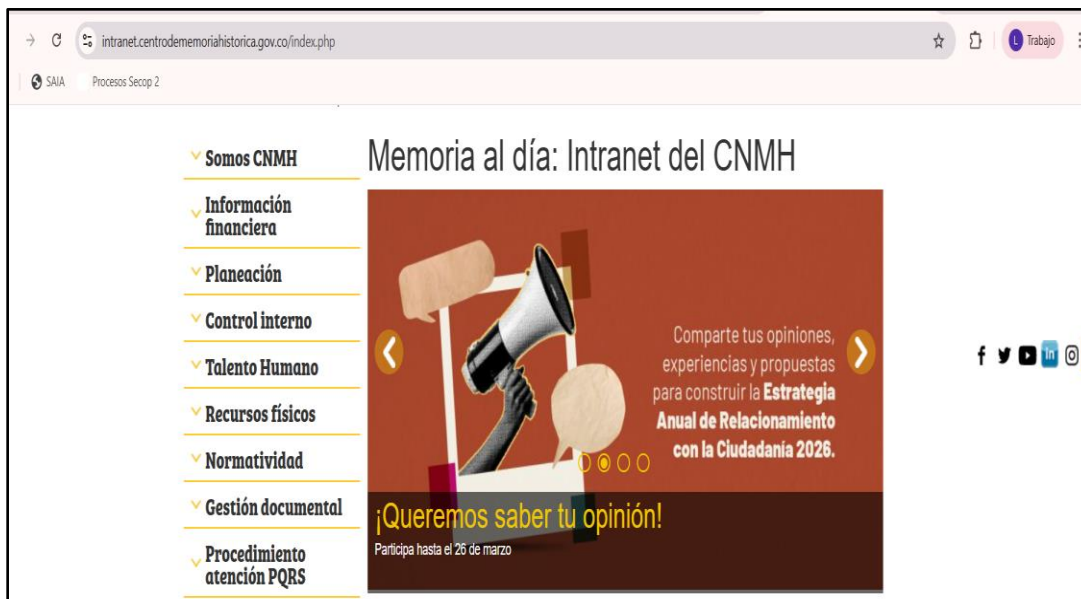 intranet.centrodememoriahistorica.gov.co/index.php
L Trabajo
SAIA
Procesos Secop 2
Somos CNMH
Información
financiera
Planeación
Control interno
Talento Humano
Recursos físicos
Normatividad
Gestión documental
Procedimiento
atención PQRS
Memoria al día: Intranet del CNMH
Comparte tus opiniones,
experiencias y propuestas
para construir la Estrategia
Anual de Relacionamiento
con la Ciudadanía 2026.
¡Queremos saber tu opinión!
Participa hasta el 26 de marzo
f
in